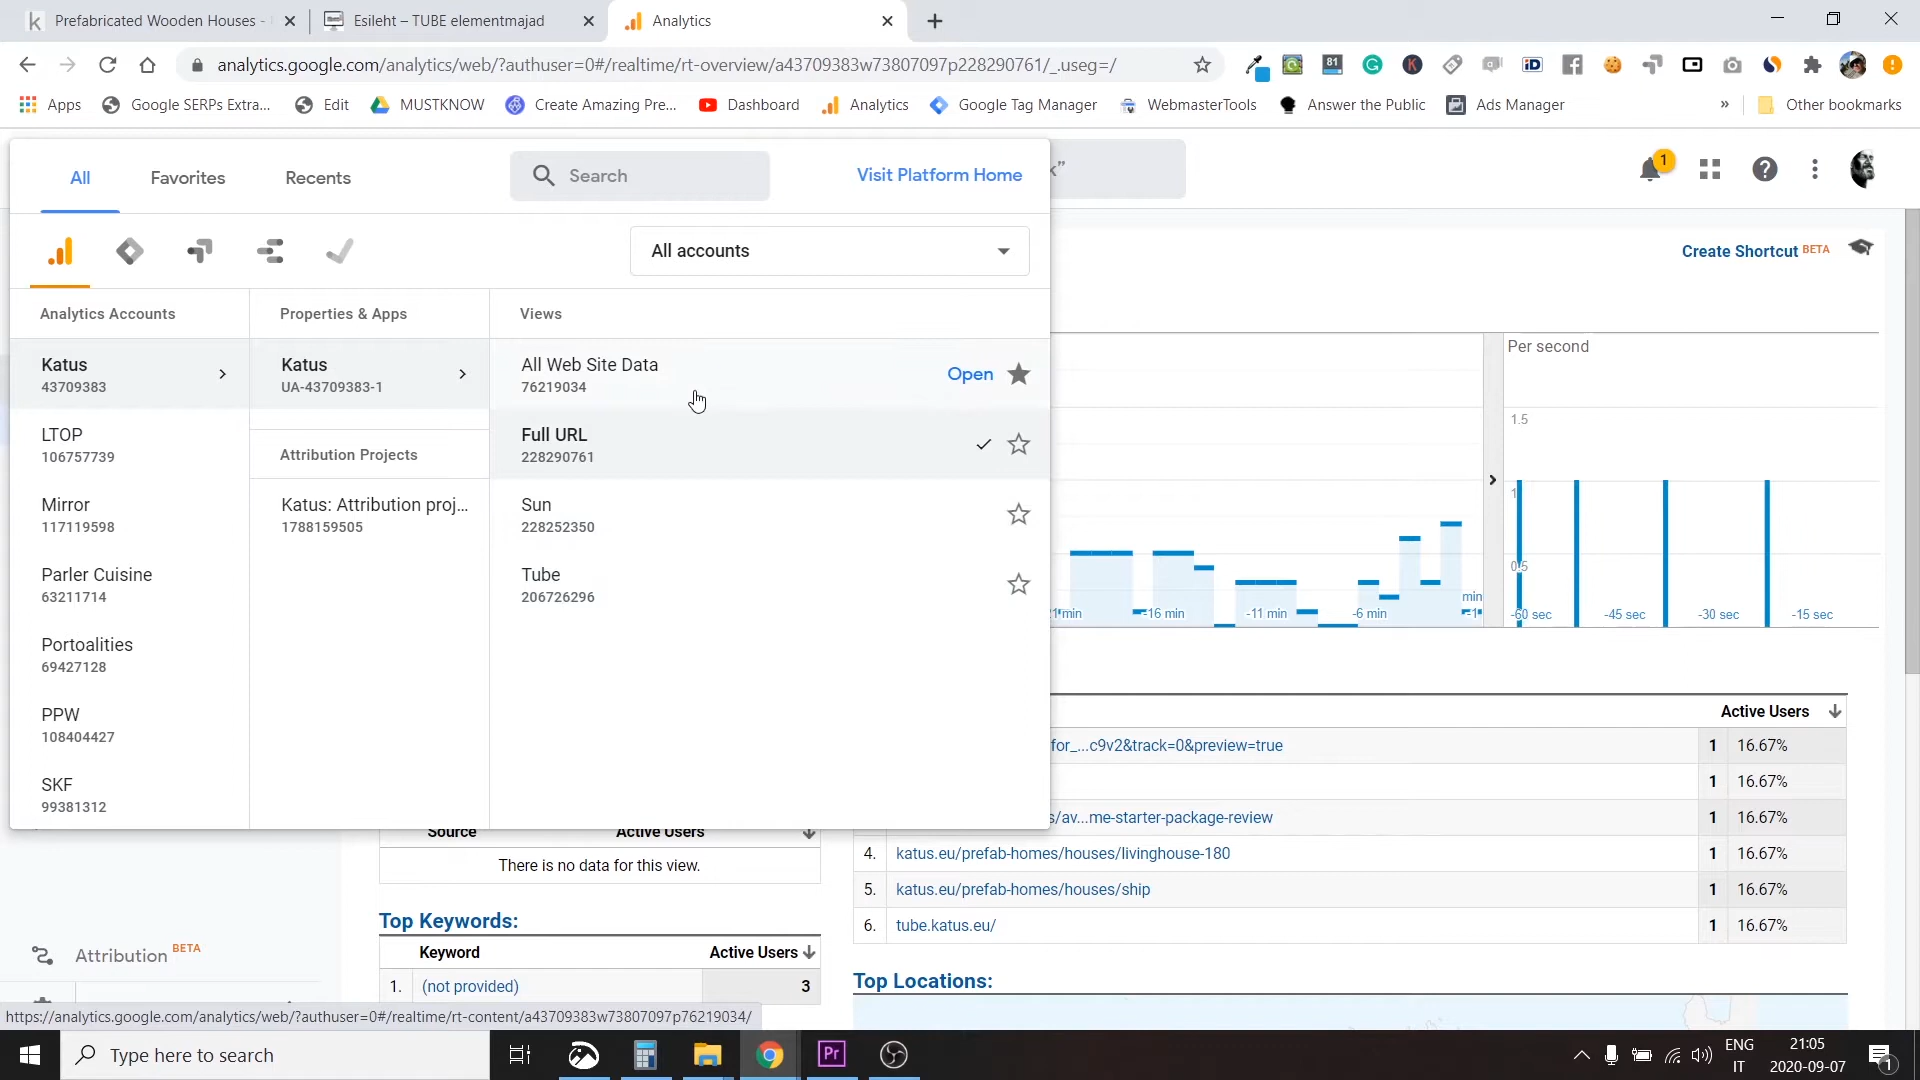 Prefabricated Wooden Houses -
Esileht – TUBE elementmajad
Analytics
analytics.google.com/analytics/web/?authuser=0#/realtime/rt-overview/a43709383w73807097p228290761/_.useg=/
81
iD
Apps
Google SERPs Extra...
Edit
MUSTKNOW
Create Amazing Pre...
Dashboard
Analytics
Google Tag Manager
WebmasterTools
Answer the Public
Ads Manager
»
Other bookmarks
All
Favorites
Recents
Search
Visit Platform Home
1
Create Shortcut BETA
All accounts
Analytics Accounts
Properties & Apps
Views
Katus
43709383
LTOP
106757739
Mirror
117119598
Parler Cuisine
63211714
Portoalities
69427128
PPW
108404427
SKF
99381312
Katus
UA-43709383-1
Attribution Projects
Katus: Attribution proj...
1788159505
All Web Site Data
76219034
Open
Full URL
228290761
Sun
228252350
Tube
206726296
Per second
1.5
1
0.5
-16 min
-11 min
-6 min
min
-1
-60 sec
-45 sec
-30 sec
-15 sec
Active Users
for_...c9v2&track=0&preview=true
1 16.67%
1 16.67%
s/av...me-starter-package-review
1 16.67%
4. katus.eu/prefab-homes/houses/livinghouse-180
1 16.67%
5. katus.eu/prefab-homes/houses/ship
1 16.67%
6. tube.katus.eu/
1 16.67%
Source
Active Users
There is no data for this view.
Top Keywords:
Keyword
Active Users
1. (not provided)
3
Top Locations:
Attribution BETA
https://analytics.google.com/analytics/web/?authuser=0#/realtime/rt-content/a43709383w73807097p76219034/
Type here to search
Pr
ENG
IT
21:05
2020-09-07
1